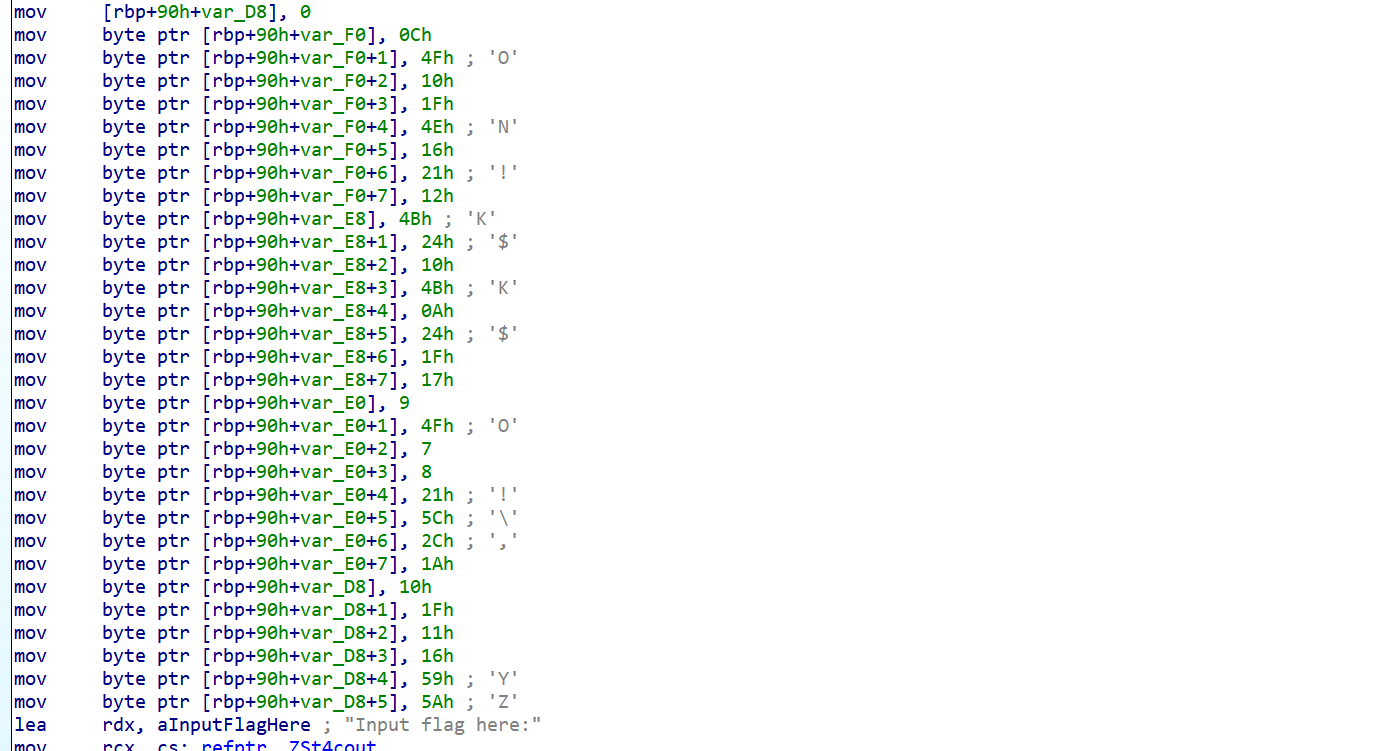 mov [rbp+90h+var_D8], 0
mov byte ptr [rbp+90h+var_F0], 0Ch
mov byte ptr [rbp+90h+var_F0+1], 4Fh ; 'O'
mov byte ptr [rbp+90h+var_F0+2], 10h
mov byte ptr [rbp+90h+var_F0+3], 1Fh
mov byte ptr [rbp+90h+var_F0+4], 4Eh ; 'N'
mov byte ptr [rbp+90h+var_F0+5], 16h
mov byte ptr [rbp+90h+var_F0+6], 21h ; '!'
mov byte ptr [rbp+90h+var_F0+7], 12h
mov byte ptr [rbp+90h+var_E8], 4Bh ; 'K'
mov byte ptr [rbp+90h+var_E8+1], 24h ; '$'
mov byte ptr [rbp+90h+var_E8+2], 10h
mov byte ptr [rbp+90h+var_E8+3], 4Bh ; 'K'
mov byte ptr [rbp+90h+var_E8+4], 0Ah
mov byte ptr [rbp+90h+var_E8+5], 24h ; '$'
mov byte ptr [rbp+90h+var_E8+6], 1Fh
mov byte ptr [rbp+90h+var_E8+7], 17h
mov byte ptr [rbp+90h+var_E0], 9
mov byte ptr [rbp+90h+var_E0+1], 4Fh ; 'O'
mov byte ptr [rbp+90h+var_E0+2], 7
mov byte ptr [rbp+90h+var_E0+3], 8
mov byte ptr [rbp+90h+var_E0+4], 21h ; '!'
mov byte ptr [rbp+90h+var_E0+5], 5Ch ; '\'
mov byte ptr [rbp+90h+var_E0+6], 2Ch ; ','
mov byte ptr [rbp+90h+var_E0+7], 1Ah
mov byte ptr [rbp+90h+var_D8], 10h
mov byte ptr [rbp+90h+var_D8+1], 1Fh
mov byte ptr [rbp+90h+var_D8+2], 11h
mov byte ptr [rbp+90h+var_D8+3], 16h
mov byte ptr [rbp+90h+var_D8+4], 59h ; 'Y'
mov byte ptr [rbp+90h+var_D8+5], 5Ah ; 'Z'
lea rdx, aInputFlagHere ; "Input flag here:"
mov rcx, cs: refptr__ZSt4cout